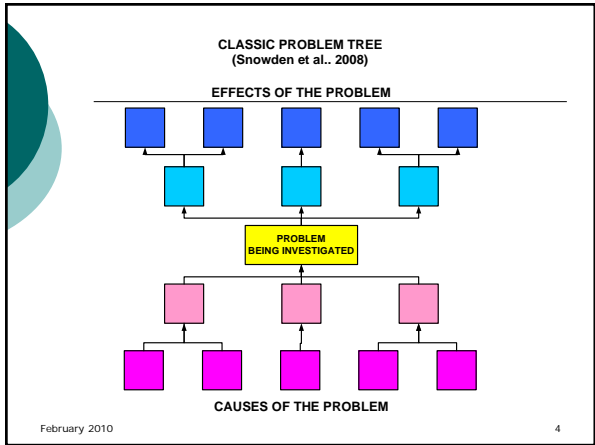 CLASSIC PROBLEM TREE
(Snowden et al.. 2008)
EFFECTS OF THE PROBLEM
PROBLEM
BEING INVESTIGATED
CAUSES OF THE PROBLEM
February 2010
4